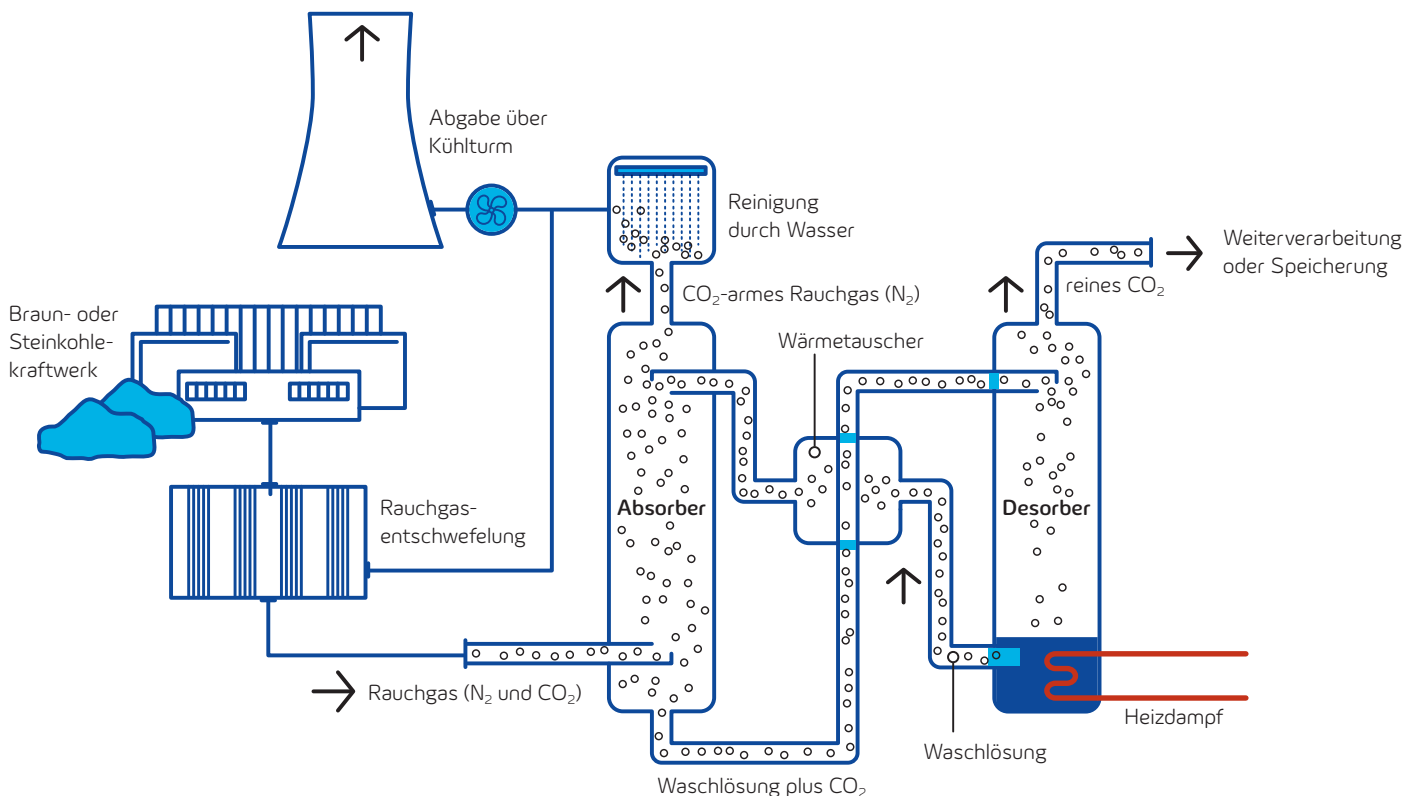 Abgabe über
Kühlturm
Reinigung
durch Wasser
Weiterverarbeitung
oder Speicherung
reines CO₂
CO₂-armes Rauchgas (N₂)
Braun- oder
Steinkohle-
kraftwerk
Wärmetauscher
Rauchgas-
entschwefelung
Absorber
Desorber
Rauchgas (N₂ und CO₂)
Heizdampf
Waschlösung
Waschlösung plus CO₂